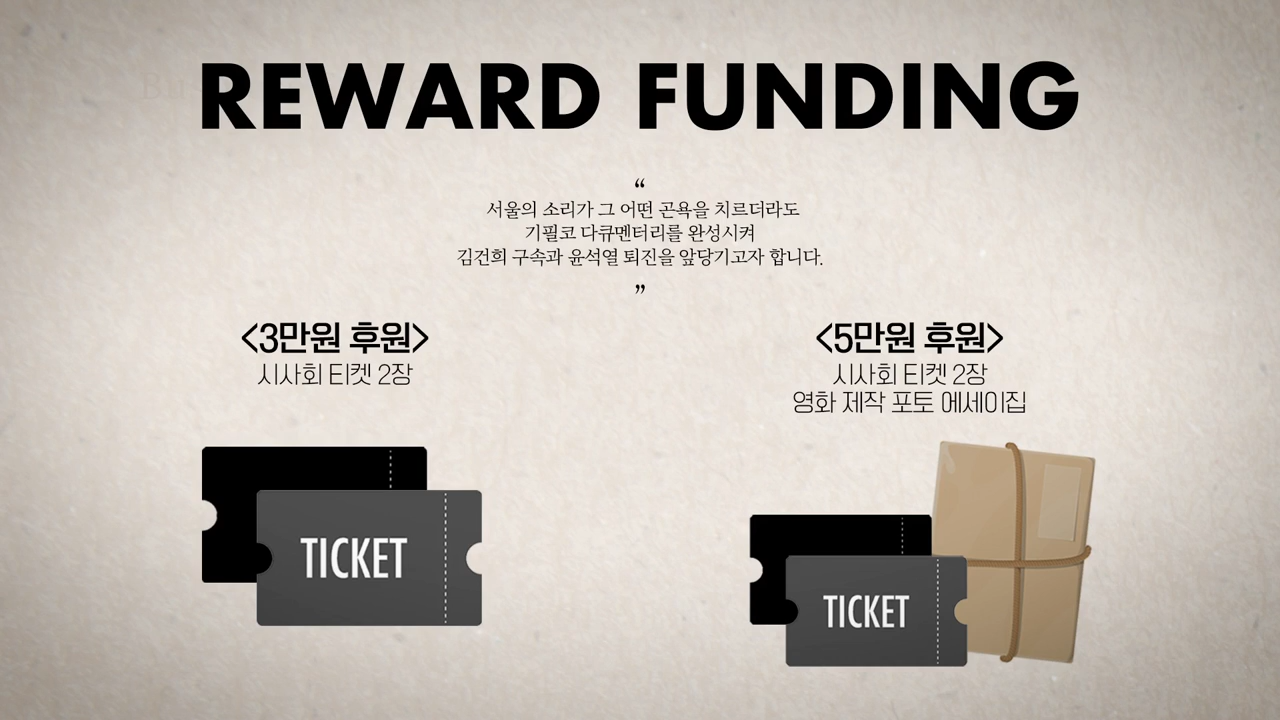 REWARD FUNDING
“
서울의 소리가 그 어떤 곤욕을 치르더라도
기필코 다큐멘터리를 완성시켜
김건희 구속과 윤석열 퇴진을 앞당기고자 합니다.
”
<3만원 후원>
시사회 티켓 2장
<5만원 후원>
시사회 티켓 2장
영화 제작 포토 에세이집
TICKET
TICKET